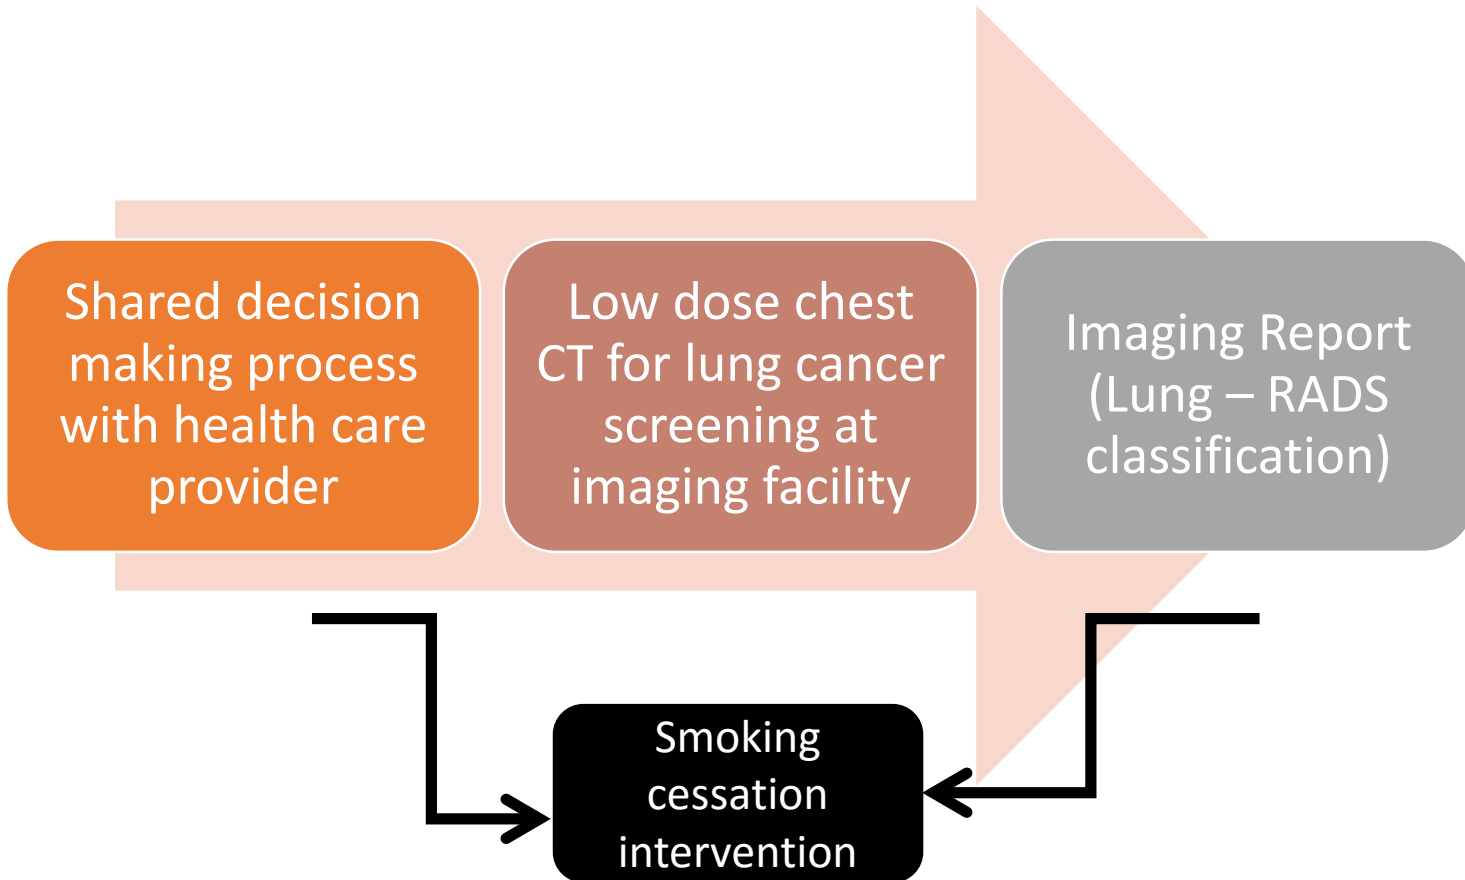 Shared decision
making process
with health care
provider
Low dose chest
CT for lung cancer
screening at
imaging facility
Imaging Report
(Lung – RADS
classification)
Smoking
cessation
intervention